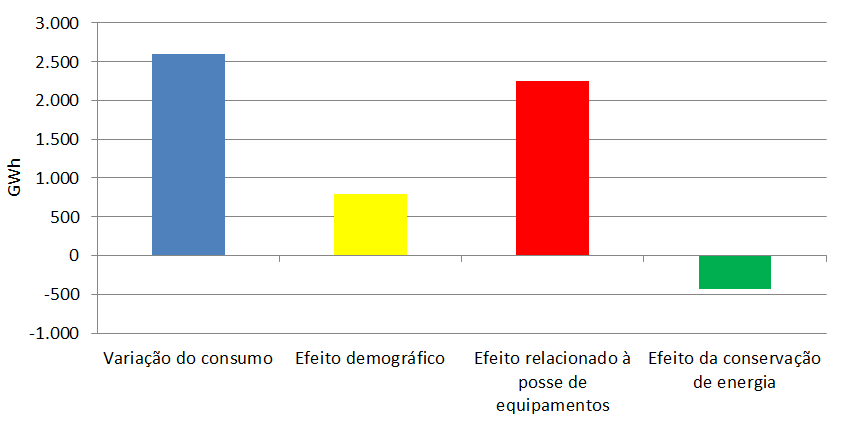 3.000
2.500
2.000
1.500
1.000
500
0
-500
-1.000
GWh
Variação do consumo
Efeito demográfico
Efeito relacionado à
posse de
equipamentos
Efeito da conservação
de energia